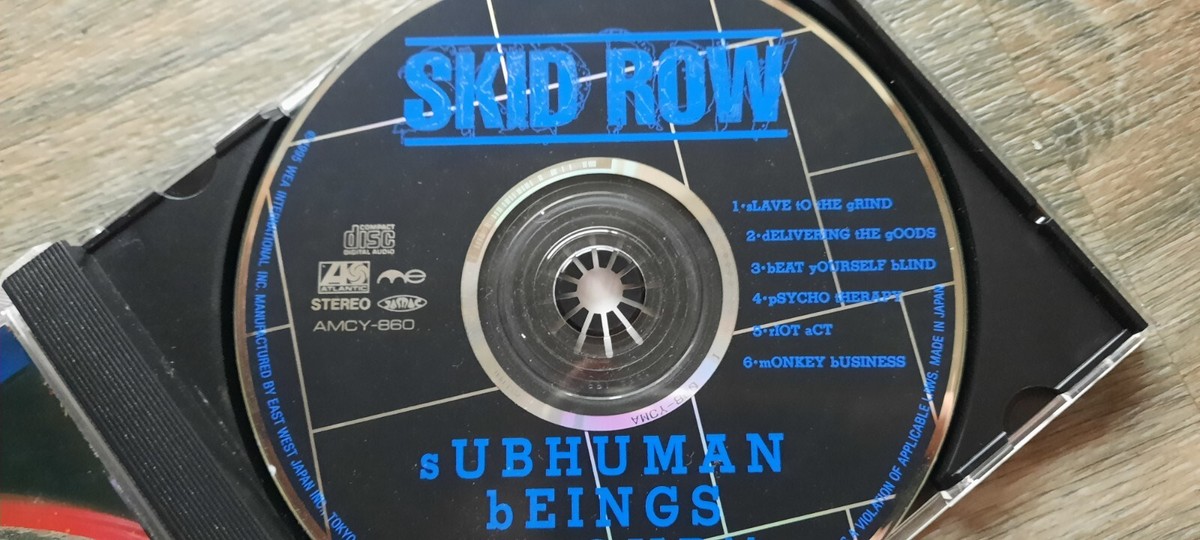 SKID ROW
1·sLAVE tO tHE gRIND
2·dELIVERING tHE gOODS
3·bEAT yOURSELF bLIND
4·pSYCHO tHERAPY
5·rIOT aCT
6·mONKEY bUSINESS
COMPACT
disc
DIGITAL AUDIO
ATLANTIC
STEREO
AMCY-860
sUBHUMAN
bEINGS
1995 WEA INTERNATIONAL INC. MANUFACTURED BY EAST WEST JAPAN INC., TOKYO
A VIOLATION OF APPLICABLE LAWS. MADE IN JAPAN